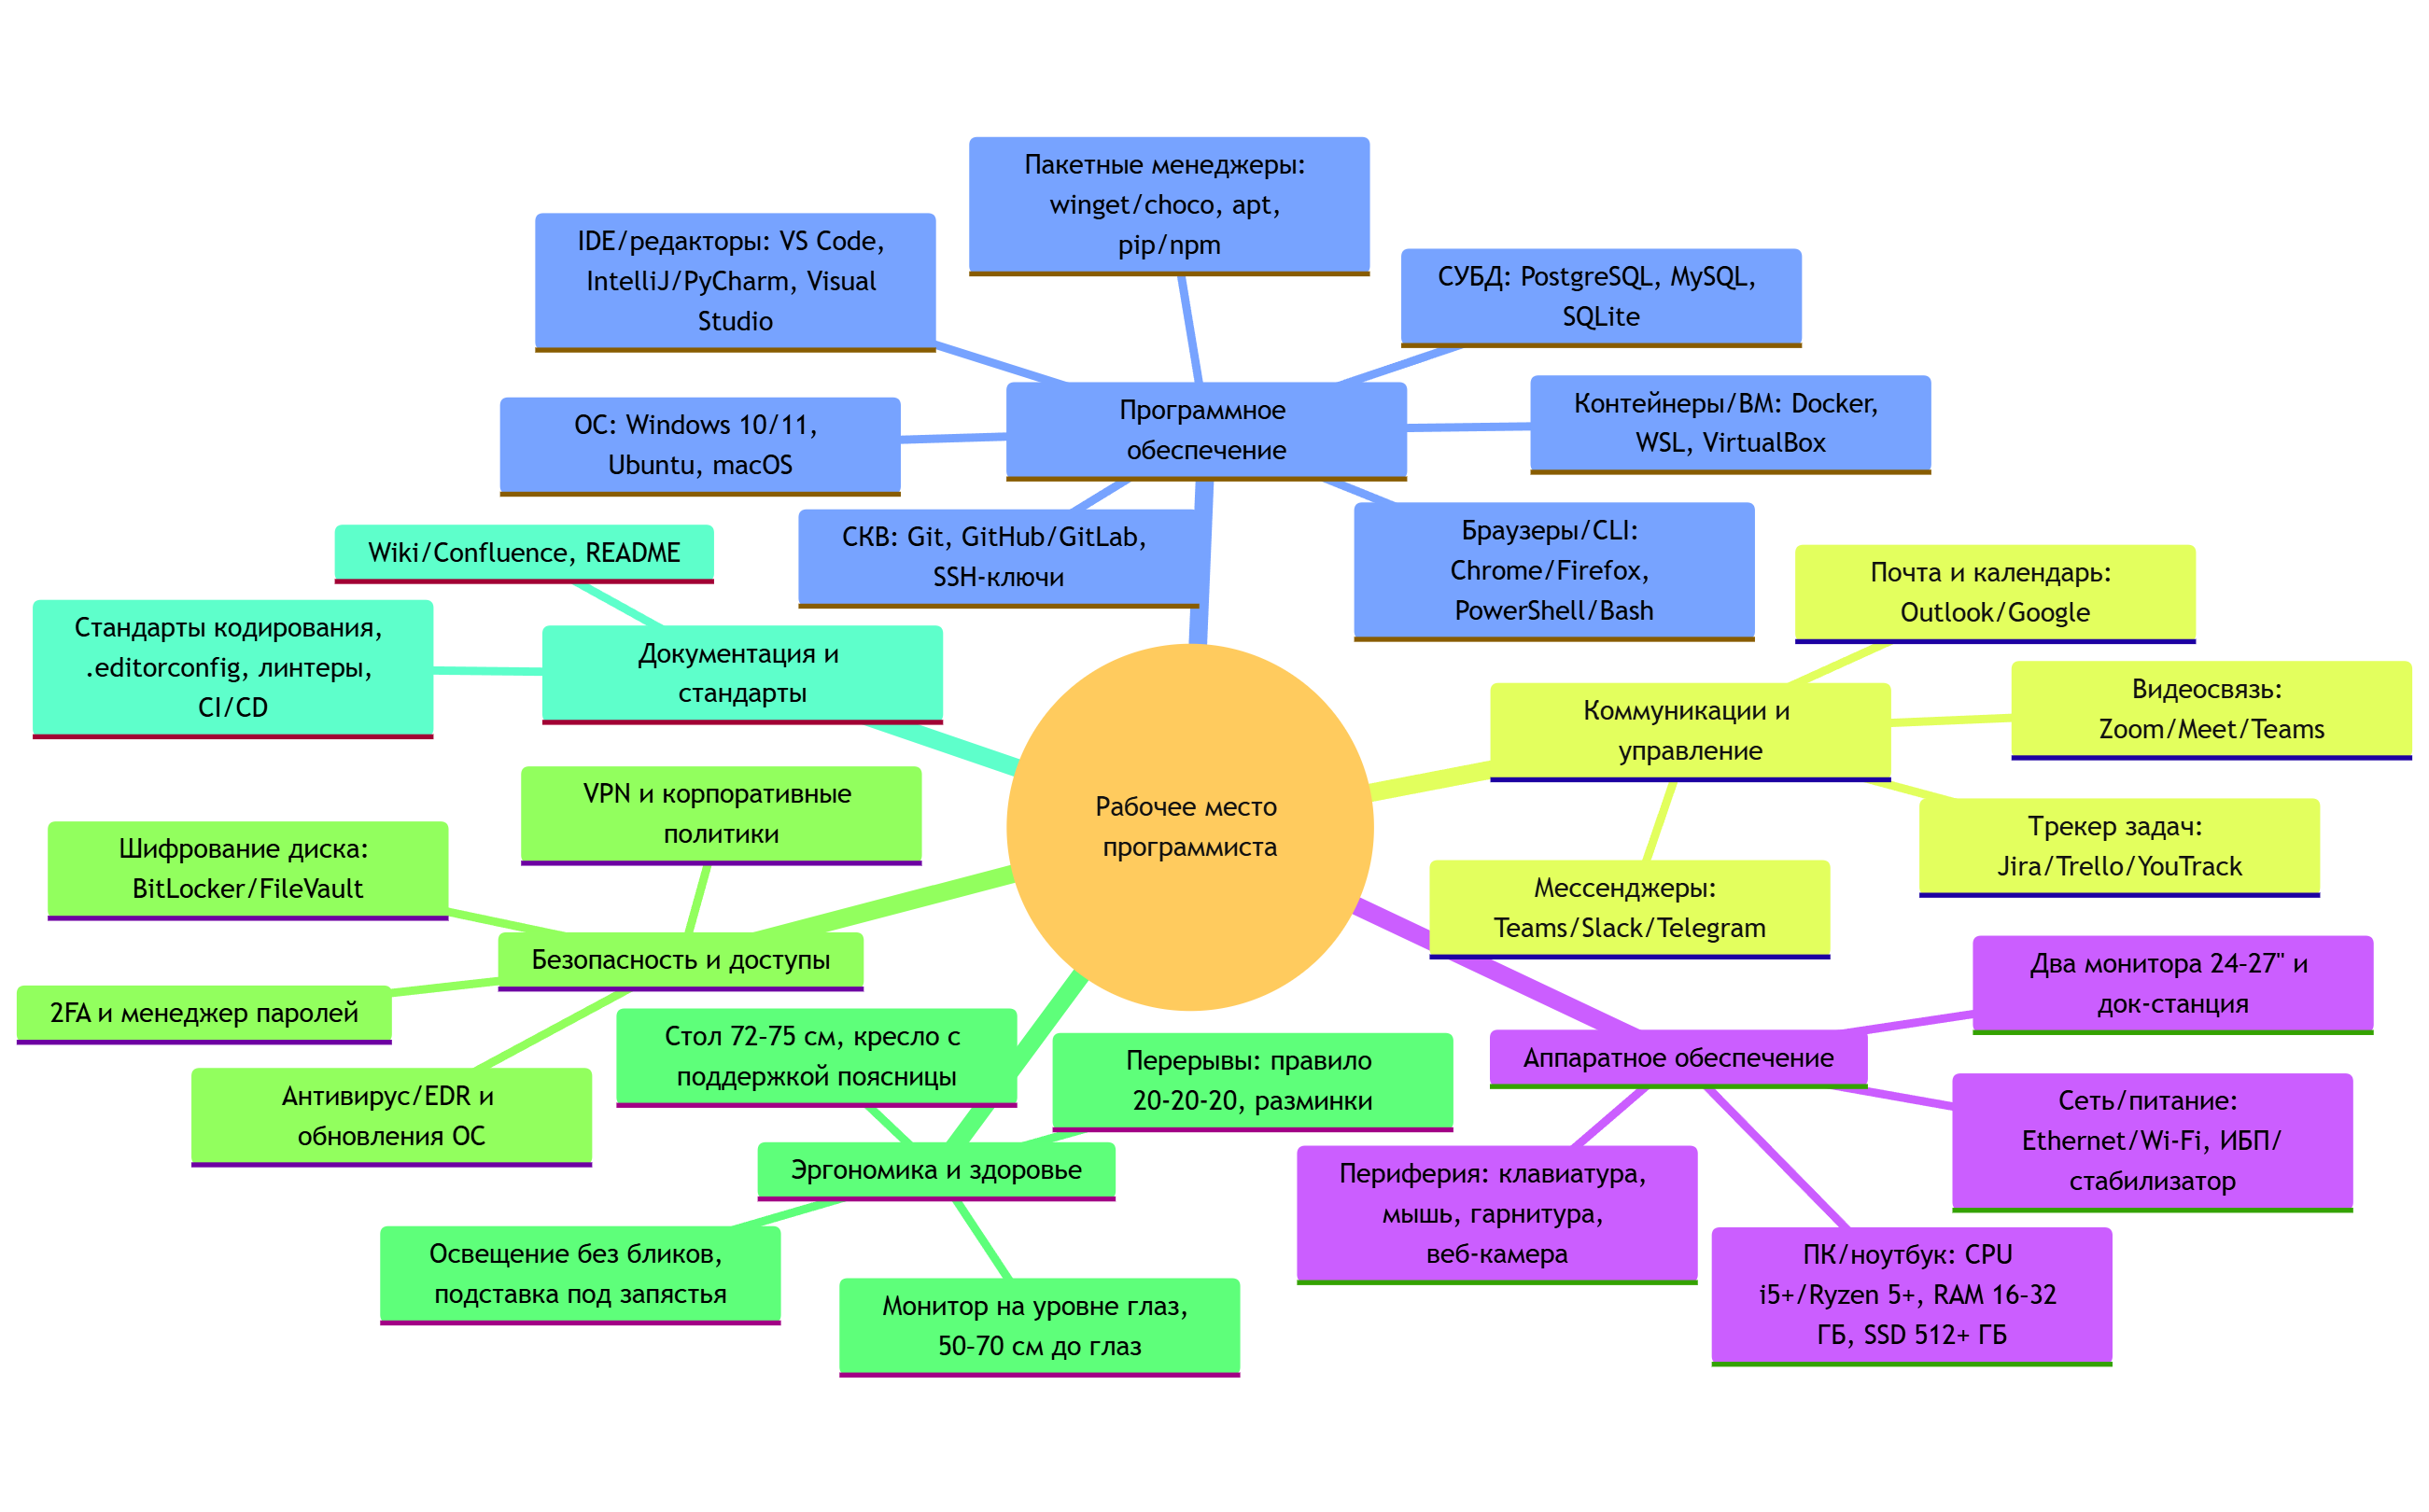 Пакетные менеджеры:
winget/choco, apt,
pip/npm
IDE/редакторы: VS Code,
IntelliJ/PyCharm, Visual
Studio
СУБД: PostgreSQL, MySQL,
SQLite
ОС: Windows 10/11,
Ubuntu, macOS
Программное
обеспечение
Контейнеры/ВМ: Docker,
WSL, VirtualBox
СКВ: Git, GitHub/GitLab,
SSH-ключи
Браузеры/CLI:
Chrome/Firefox,
PowerShell/Bash
Wiki/Confluence, README
Стандарты кодирования,
.editorconfig, линтеры,
CI/CD
Документация и
стандарты
Почта и календарь:
Outlook/Google
Коммуникации и
управление
Видеосвязь:
Zoom/Meet/Teams
Трекер задач:
Jira/Trello/YouTrack
Мессенджеры:
Teams/Slack/Telegram
Рабочее место
программиста
VPN и корпоративные
политики
Шифрование диска:
BitLocker/FileVault
Безопасность и доступы
2FA и менеджер паролей
Антивирус/EDR и
обновления ОС
Стол 72–75 см, кресло с
поддержкой поясницы
Перерывы: правило
20-20-20, разминки
Эргономика и здоровье
Освещение без бликов,
подставка под запястья
Монитор на уровне глаз,
50–70 см до глаз
Два монитора 24–27" и
док-станция
Аппаратное обеспечение
Сеть/питание:
Ethernet/Wi-Fi, ИБП/
стабилизатор
Периферия: клавиатура,
мышь, гарнитура,
веб-камера
ПК/ноутбук: CPU
i5+/Ryzen 5+, RAM 16–32
ГБ, SSD 512+ ГБ